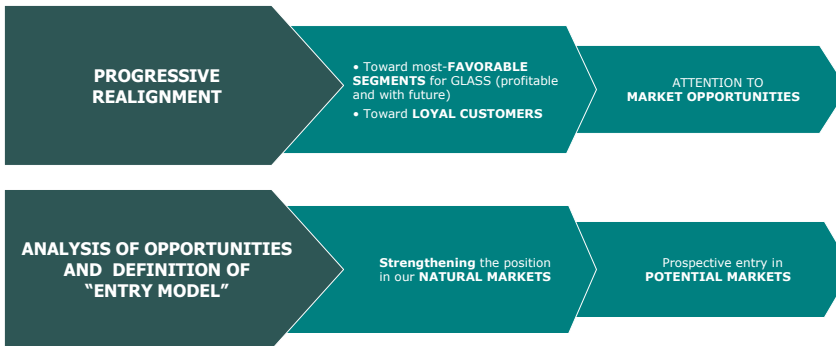 PROGRESSIVE
REALIGNMENT
• Toward most-FAVORABLE
SEGMENTS for GLASS (profitable
and with future)
• Toward LOYAL CUSTOMERS
ATTENTION TO
MARKET OPPORTUNITIES
ANALYSIS OF OPPORTUNITIES
AND DEFINITION OF
“ENTRY MODEL”
Strengthening the position
in our NATURAL MARKETS
Prospective entry in
POTENTIAL MARKETS